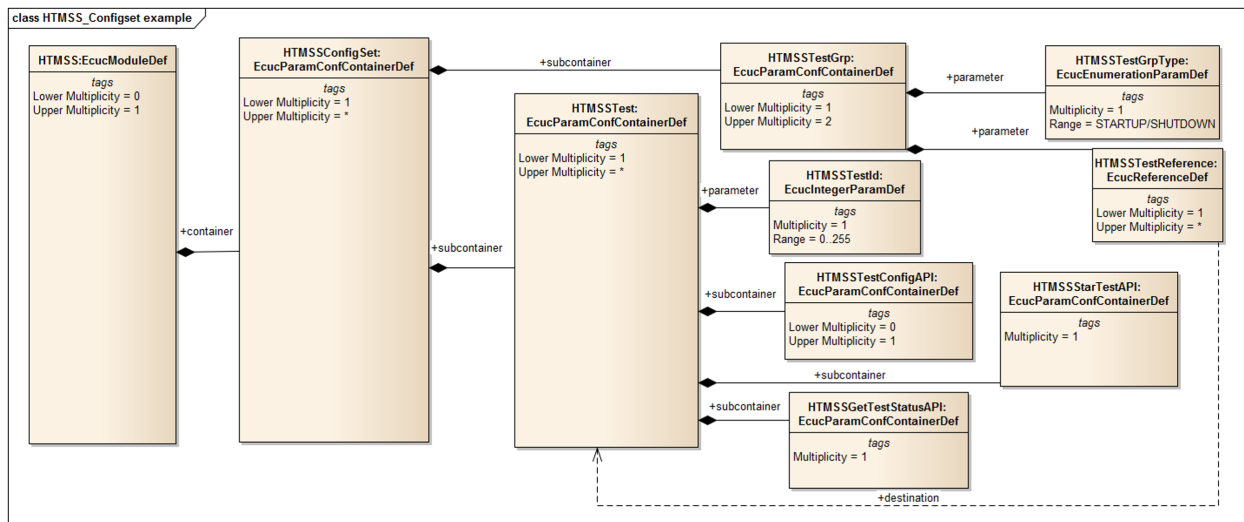 class HTMSS_Configset example
HTMSS:EcucModuleDef
tags
Lower Multiplicity = 0
Upper Multiplicity = 1
+container
HTMSSConfigSet:
EcucParamConfContainerDef
tags
Lower Multiplicity = 1
Upper Multiplicity = *
+subcontainer
+subcontainer
HTMSSTest:
EcucParamConfContainerDef
tags
Lower Multiplicity = 1
Upper Multiplicity = *
HTMSSTestGrp:
EcucParamConfContainerDef
tags
Lower Multiplicity = 1
Upper Multiplicity = 2
+parameter
HTMSSTestGrpType:
EcucEnumerationParamDef
tags
Multiplicity = 1
Range = STARTUP/SHUTDOWN
+parameter
HTMSSTestReference:
EcucReferenceDef
tags
Lower Multiplicity = 1
Upper Multiplicity = *
+parameter
HTMSSTestId:
EcucIntegerParamDef
tags
Multiplicity = 1
Range = 0..255
+subcontainer
HTMSSTestConfigAPI:
EcucParamConfContainerDef
tags
Lower Multiplicity = 0
Upper Multiplicity = 1
+subcontainer
HTMSSStarTestAPI:
EcucParamConfContainerDef
tags
Multiplicity = 1
+subcontainer
HTMSSGetTestStatusAPI:
EcucParamConfContainerDef
tags
Multiplicity = 1
+destination